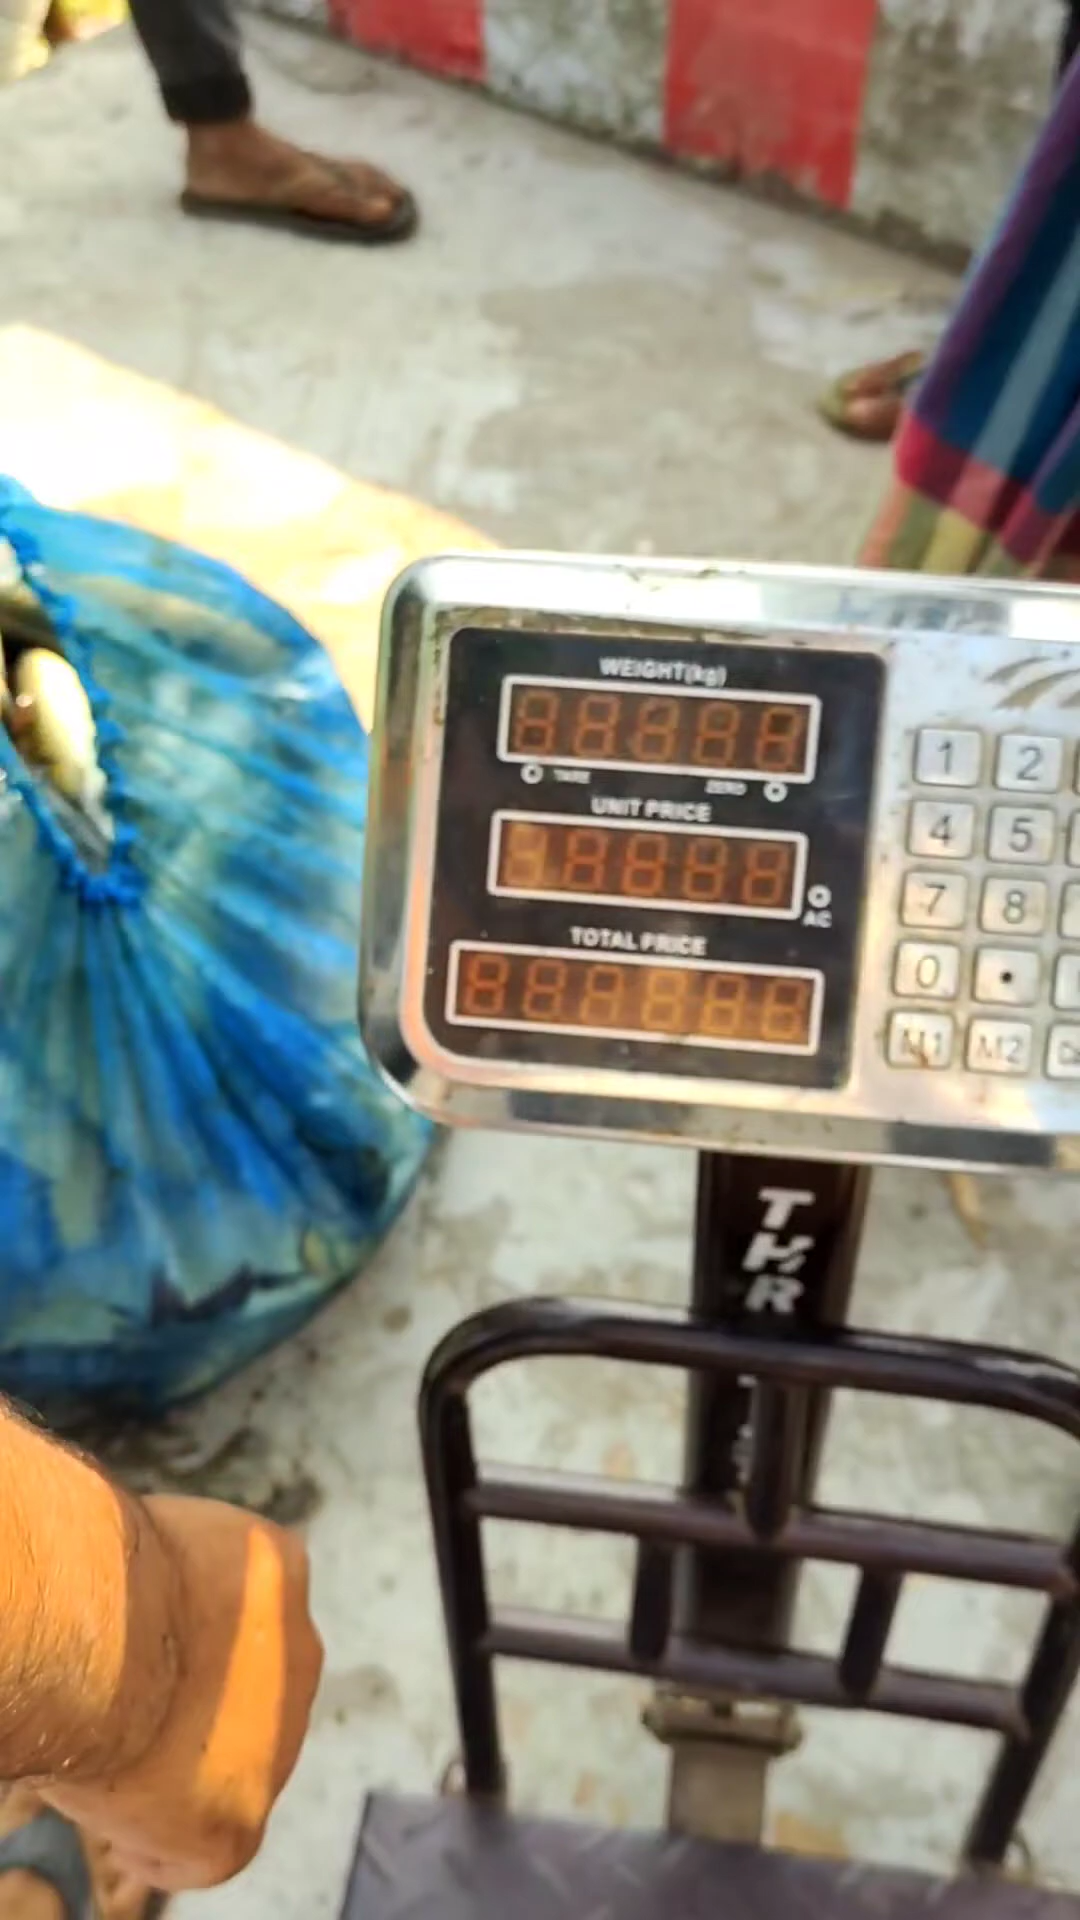 WEIGHT(kg)
TARE ZERO
UNIT PRICE
AC
TOTAL PRICE
1 2
4 5
7 8
0 •
M1 M2
THR